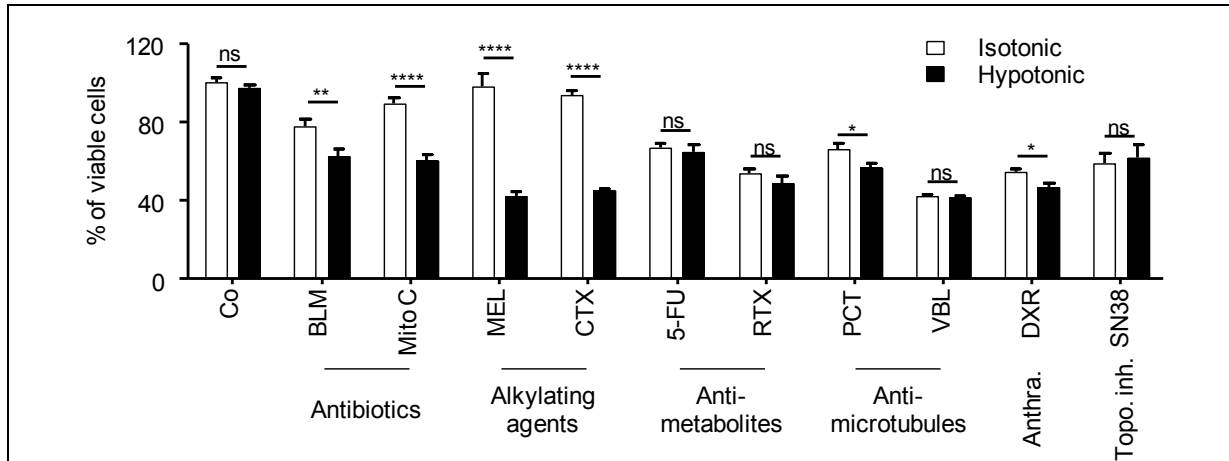 120
80
40
0
% of viable cells
Isotonic
Hypotonic
ns
**
****
****
****
ns
ns
*
ns
*
ns
Co
BLM
Mito C
MEL
CTX
5-FU
RTX
PCT
VBL
DXR
SN38
Antibiotics
Alkylating
agents
Anti-
metabolites
Anti-
microtubules
Anthra.
Topo. inh.